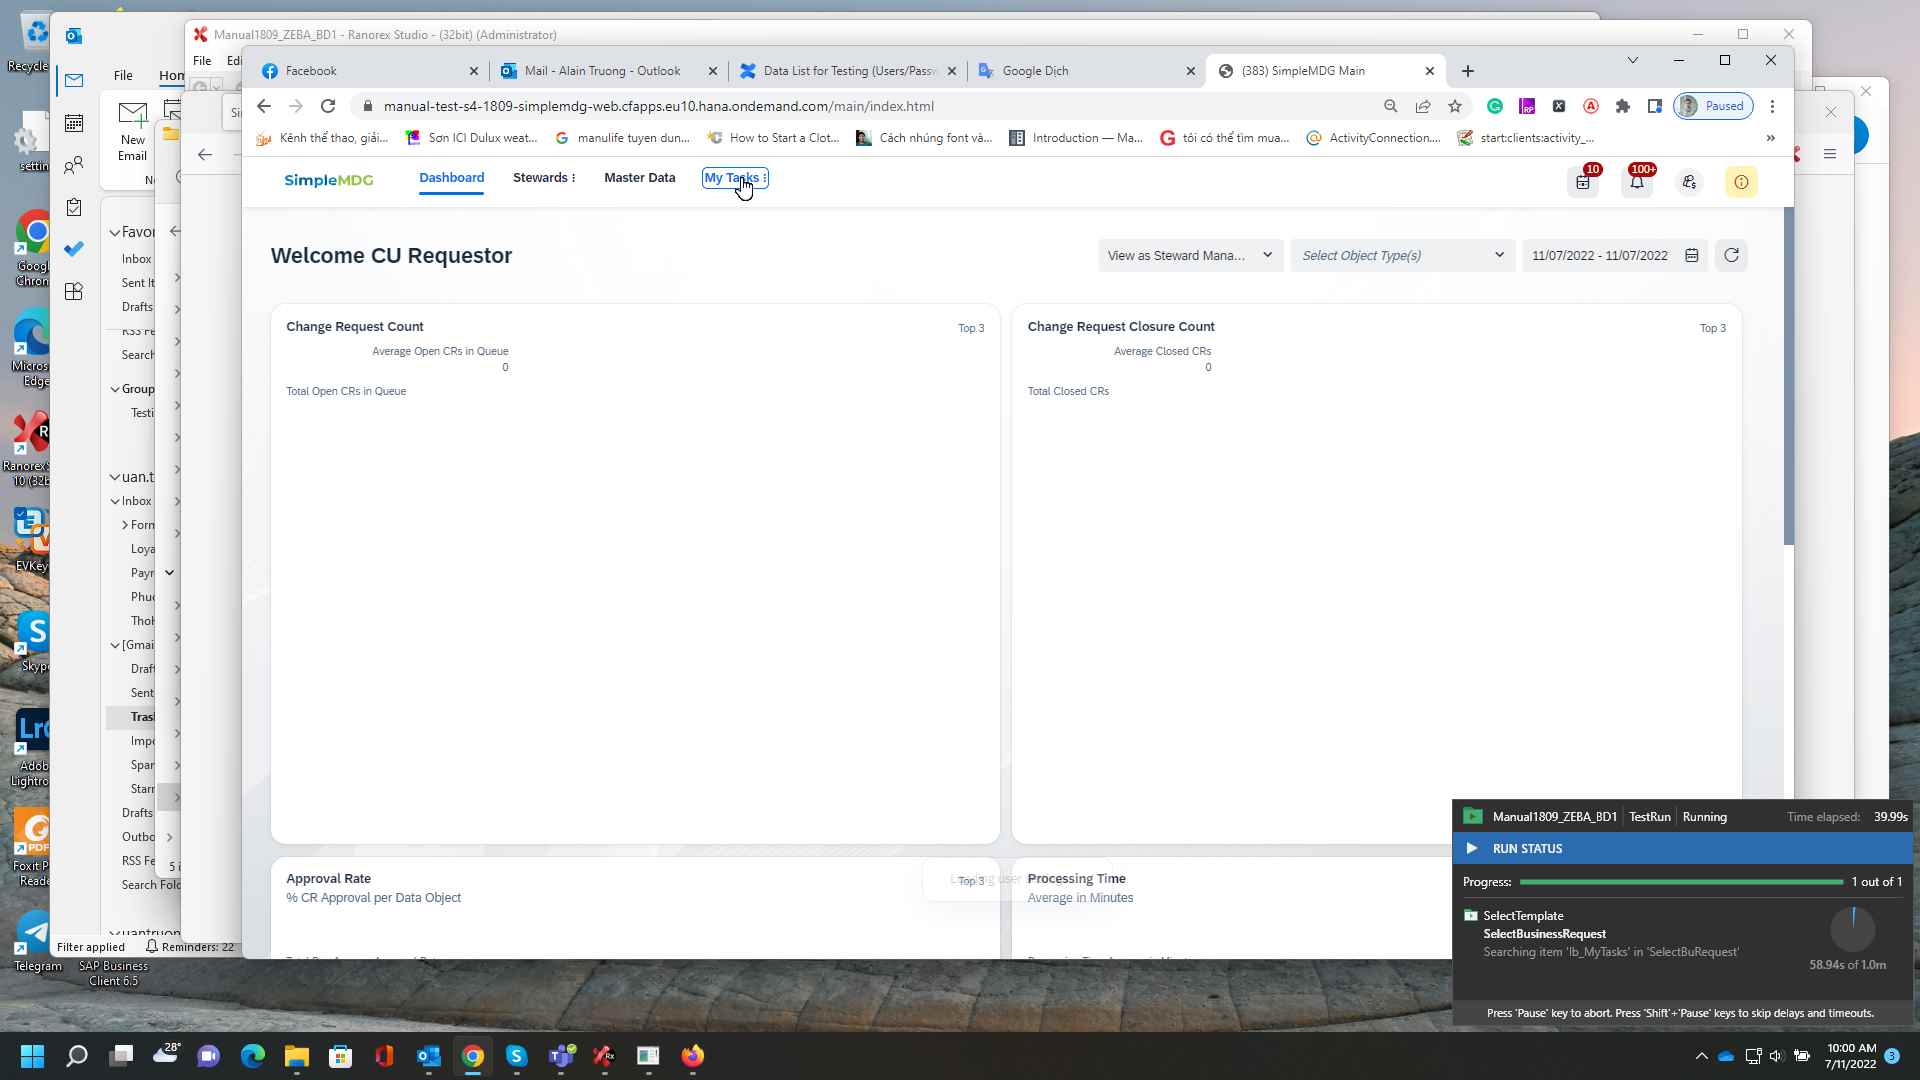 Manual1809_ZEBA_BD1 - Ranorex Studio - (32bit) (Administrator)
File
Facebook
Mail - Alain Truong - Outlook
Data List for Testing (Users/Passw
Google Dịch
(383) SimpleMDG Main
manual-test-s4-1809-simplemdg-web.cfapps.eu10.hana.ondemand.com/main/index.html
Paused
Kênh thể thao, giải...
Sơn ICI Dulux weat...
manulife tuyen dun...
How to Start a Clot...
Cách nhúng font và...
Introduction — Ma...
tôi có thể tìm mua...
ActivityConnection....
start:clients:activity_...
»
SimpleMDG
Dashboard
Stewards
Master Data
My Tasks
10
100+
Welcome CU Requestor
View as Steward Mana...
Select Object Type(s)
11/07/2022 - 11/07/2022
Change Request Count
Top 3
Average Open CRs in Queue
0
Total Open CRs in Queue
Change Request Closure Count
Top 3
Average Closed CRs
0
Total Closed CRs
Approval Rate
% CR Approval per Data Object
Top 3
Processing Time
Average in Minutes
File
Hom
New
Email
Favor
Inbox
Sent It
Drafts
RSS Fe
Search
Group
Testi
uan.t
Inbox
Form
Loya
Payr
Phuc
[Gmai
Draft
Sent
Trasl
Impo
Spar
Starr
Drafts
Outbo
RSS Fe
Search Fold
Filter applied
Reminders: 22
5 i
Recycle
settin
Googl
Chron
Micros
Edge
RanorexS
10 (32b
EVKey
Skype
Adob
Lightro
Foxit P
Reade
Telegram
SAP Business
Client 6.5
Manual1809_ZEBA_BD1
TestRun
Running
Time elapsed:
39.99s
RUN STATUS
Progress:
1 out of 1
SelectTemplate
SelectBusinessRequest
Searching item 'lb_MyTasks' in 'SelectBuRequest'
58.94s of 1.0m
Press 'Pause' key to abort. Press 'Shift'+'Pause' keys to skip delays and timeouts.
28°
10:00 AM
7/11/2022
3